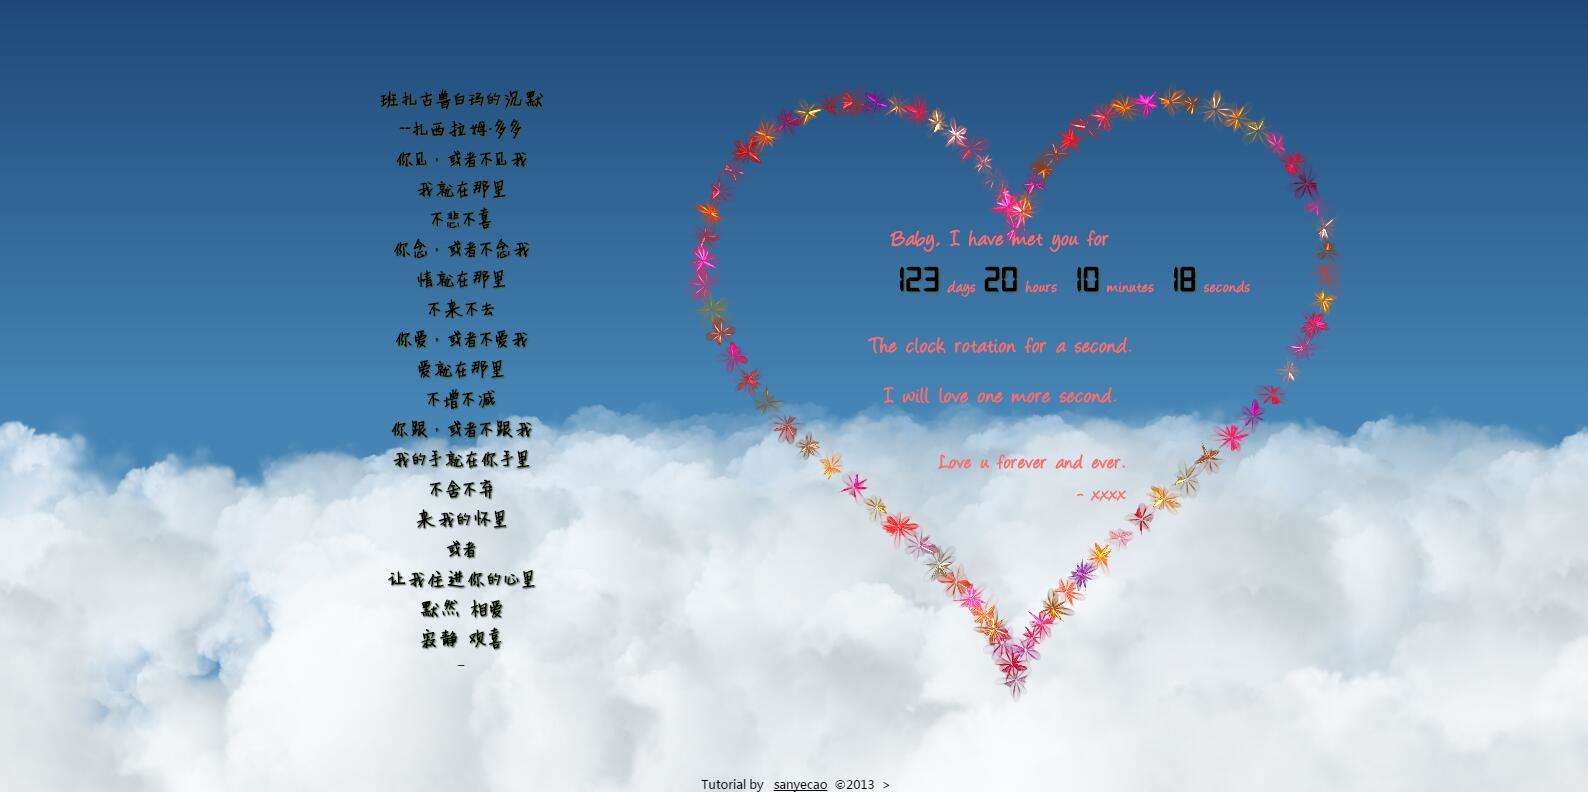 班扎古鲁白玛的沉默
--扎西拉姆·多多
你见，或者不见我
我就在那里
不悲不喜
你念，或者不念我
情就在那里
不来不去
你爱，或者不爱我
爱就在那里
不增不减
你跟，或者不跟我
我的手就在你手里
不舍不弃
来我的怀里
或者
让我住进你的心里
默然 相爱
寂静 欢喜
_
Baby, I have met you for
123 days 20 hours 10 minutes 18 seconds
The clock rotation for a second.
I will love one more second.
Love u forever and ever.
- xxxx
Tutorial by sanyecao ©2013 >